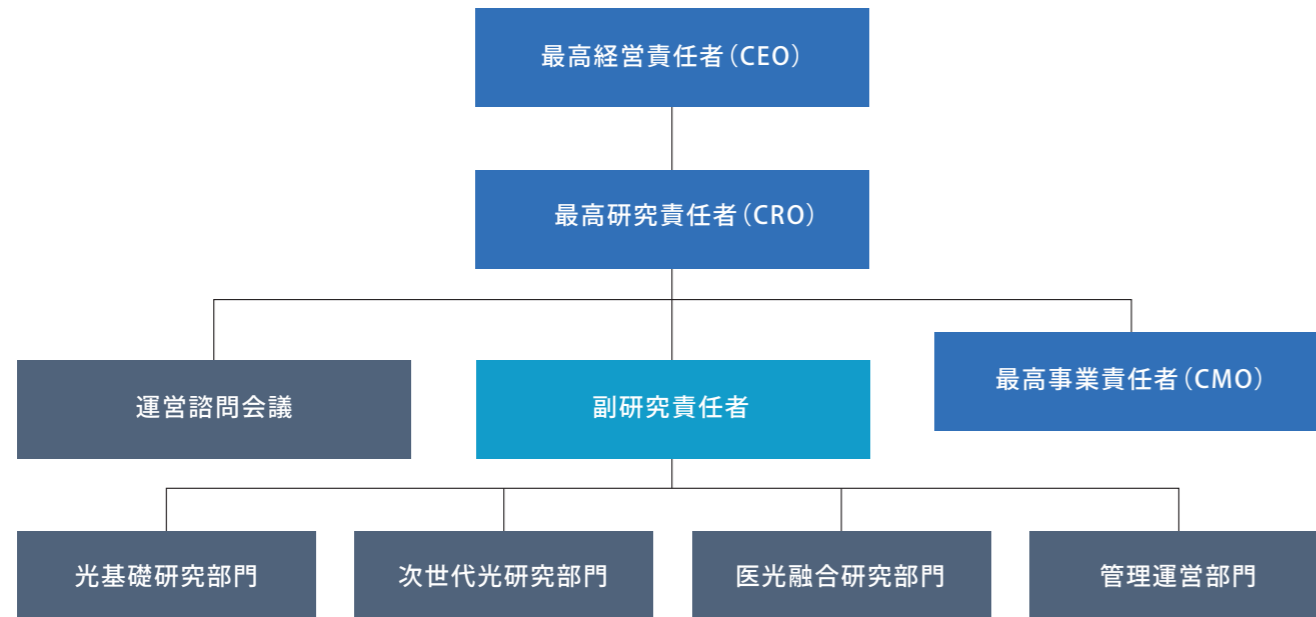 最高経営責任者（CEO）
最高研究責任者（CRO）
運営諮問会議
副研究責任者
最高事業責任者（CMO）
光基礎研究部門
次世代光研究部門
医光融合研究部門
管理運営部門